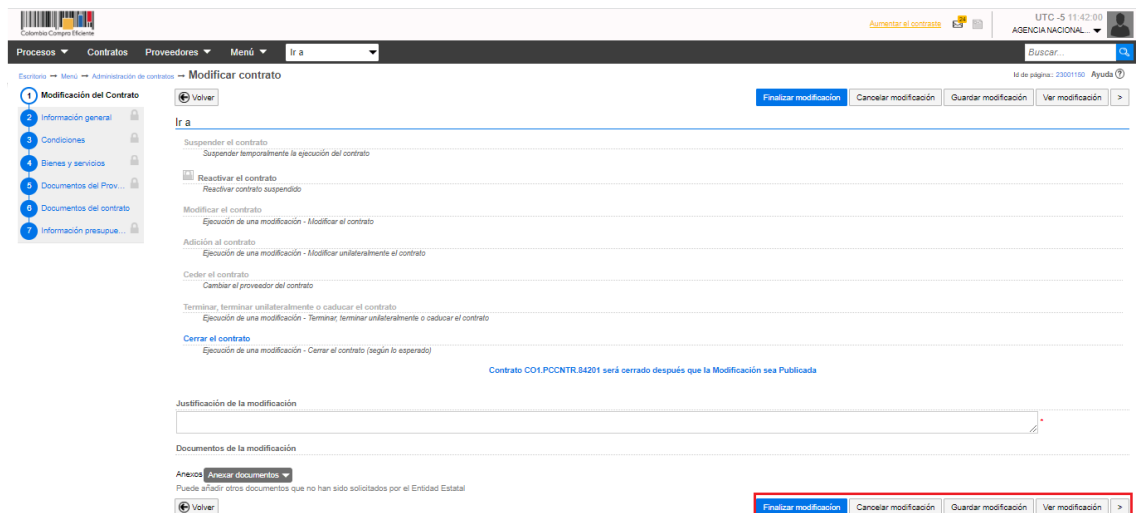 Colombia Compra Eficiente
Aumentar el contraste
24
UTC -5 11:42:00
AGENCIA NACIONAL...
Procesos Contratos Proveedores Menú Ir a Buscar...
Escritorio → Menú → Administración de contratos → Modificar contrato
Id de página:: 23001150 Ayuda ?
1 Modificación del Contrato
2 Información general
3 Condiciones
4 Bienes y servicios
5 Documentos del Prov...
6 Documentos del contrato
7 Información presupue...
Volver Finalizar modificacíon Cancelar modificación Guardar modificación Ver modificación >
Ir a
Suspender el contrato
Suspender temporalmente la ejecución del contrato
Reactivar el contrato
Reactivar contrato suspendido
Modificar el contrato
Ejecución de una modificación - Modificar el contrato
Adición al contrato
Ejecución de una modificación - Modificar unilateralmente el contrato
Ceder el contrato
Cambiar el proveedor del contrato
Terminar, terminar unilateralmente o caducar el contrato
Ejecución de una modificación - Terminar, terminar unilateralmente o caducar el contrato
Cerrar el contrato
Ejecución de una modificación - Cerrar el contrato (según lo esperado)
Contrato CO1.PCCNTR.84201 será cerrado después que la Modificación sea Publicada
Justificación de la modificación
*
Documentos de la modificación
Anexos Anexar documentos
Puede añadir otros documentos que no han sido solicitados por el Entidad Estatal
Volver Finalizar modificacíon Cancelar modificación Guardar modificación Ver modificación >